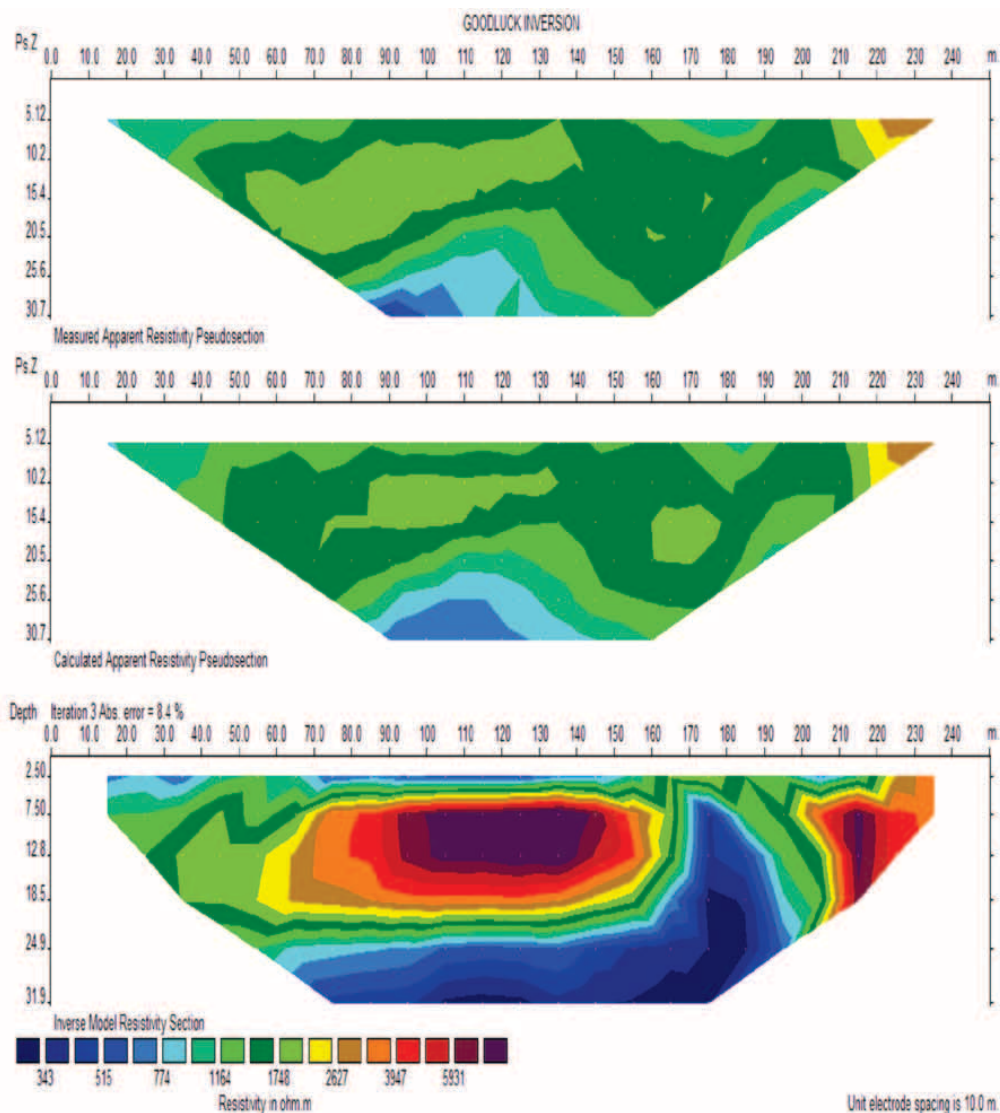 GOODLUCK INVERSION
Ps.Z 0.0 10.0 20.0 30.0 40.0 50.0 60.0 70.0 80.0 90.0 100 110 120 130 140 150 160 170 180 190 200 210 220 230 240 m.
5.12
10.2
15.4
20.5
25.6
30.7
Measured Apparent Resistivity Pseudosection
Ps.Z 0.0 10.0 20.0 30.0 40.0 50.0 60.0 70.0 80.0 90.0 100 110 120 130 140 150 160 170 180 190 200 210 220 230 240 m.
5.12
10.2
15.4
20.5
25.6
30.7
Calculated Apparent Resistivity Pseudosection
Depth Iteration 3 Abs. error = 8.4 %
0.0 10.0 20.0 30.0 40.0 50.0 60.0 70.0 80.0 90.0 100 110 120 130 140 150 160 170 180 190 200 210 220 230 240 m.
2.50
7.50
12.8
18.5
24.9
31.9
Inverse Model Resistivity Section
343 515 774 1164 1748 2627 3947 5931
Resistivity in ohm.m
Unit electrode spacing is 10.0 m.